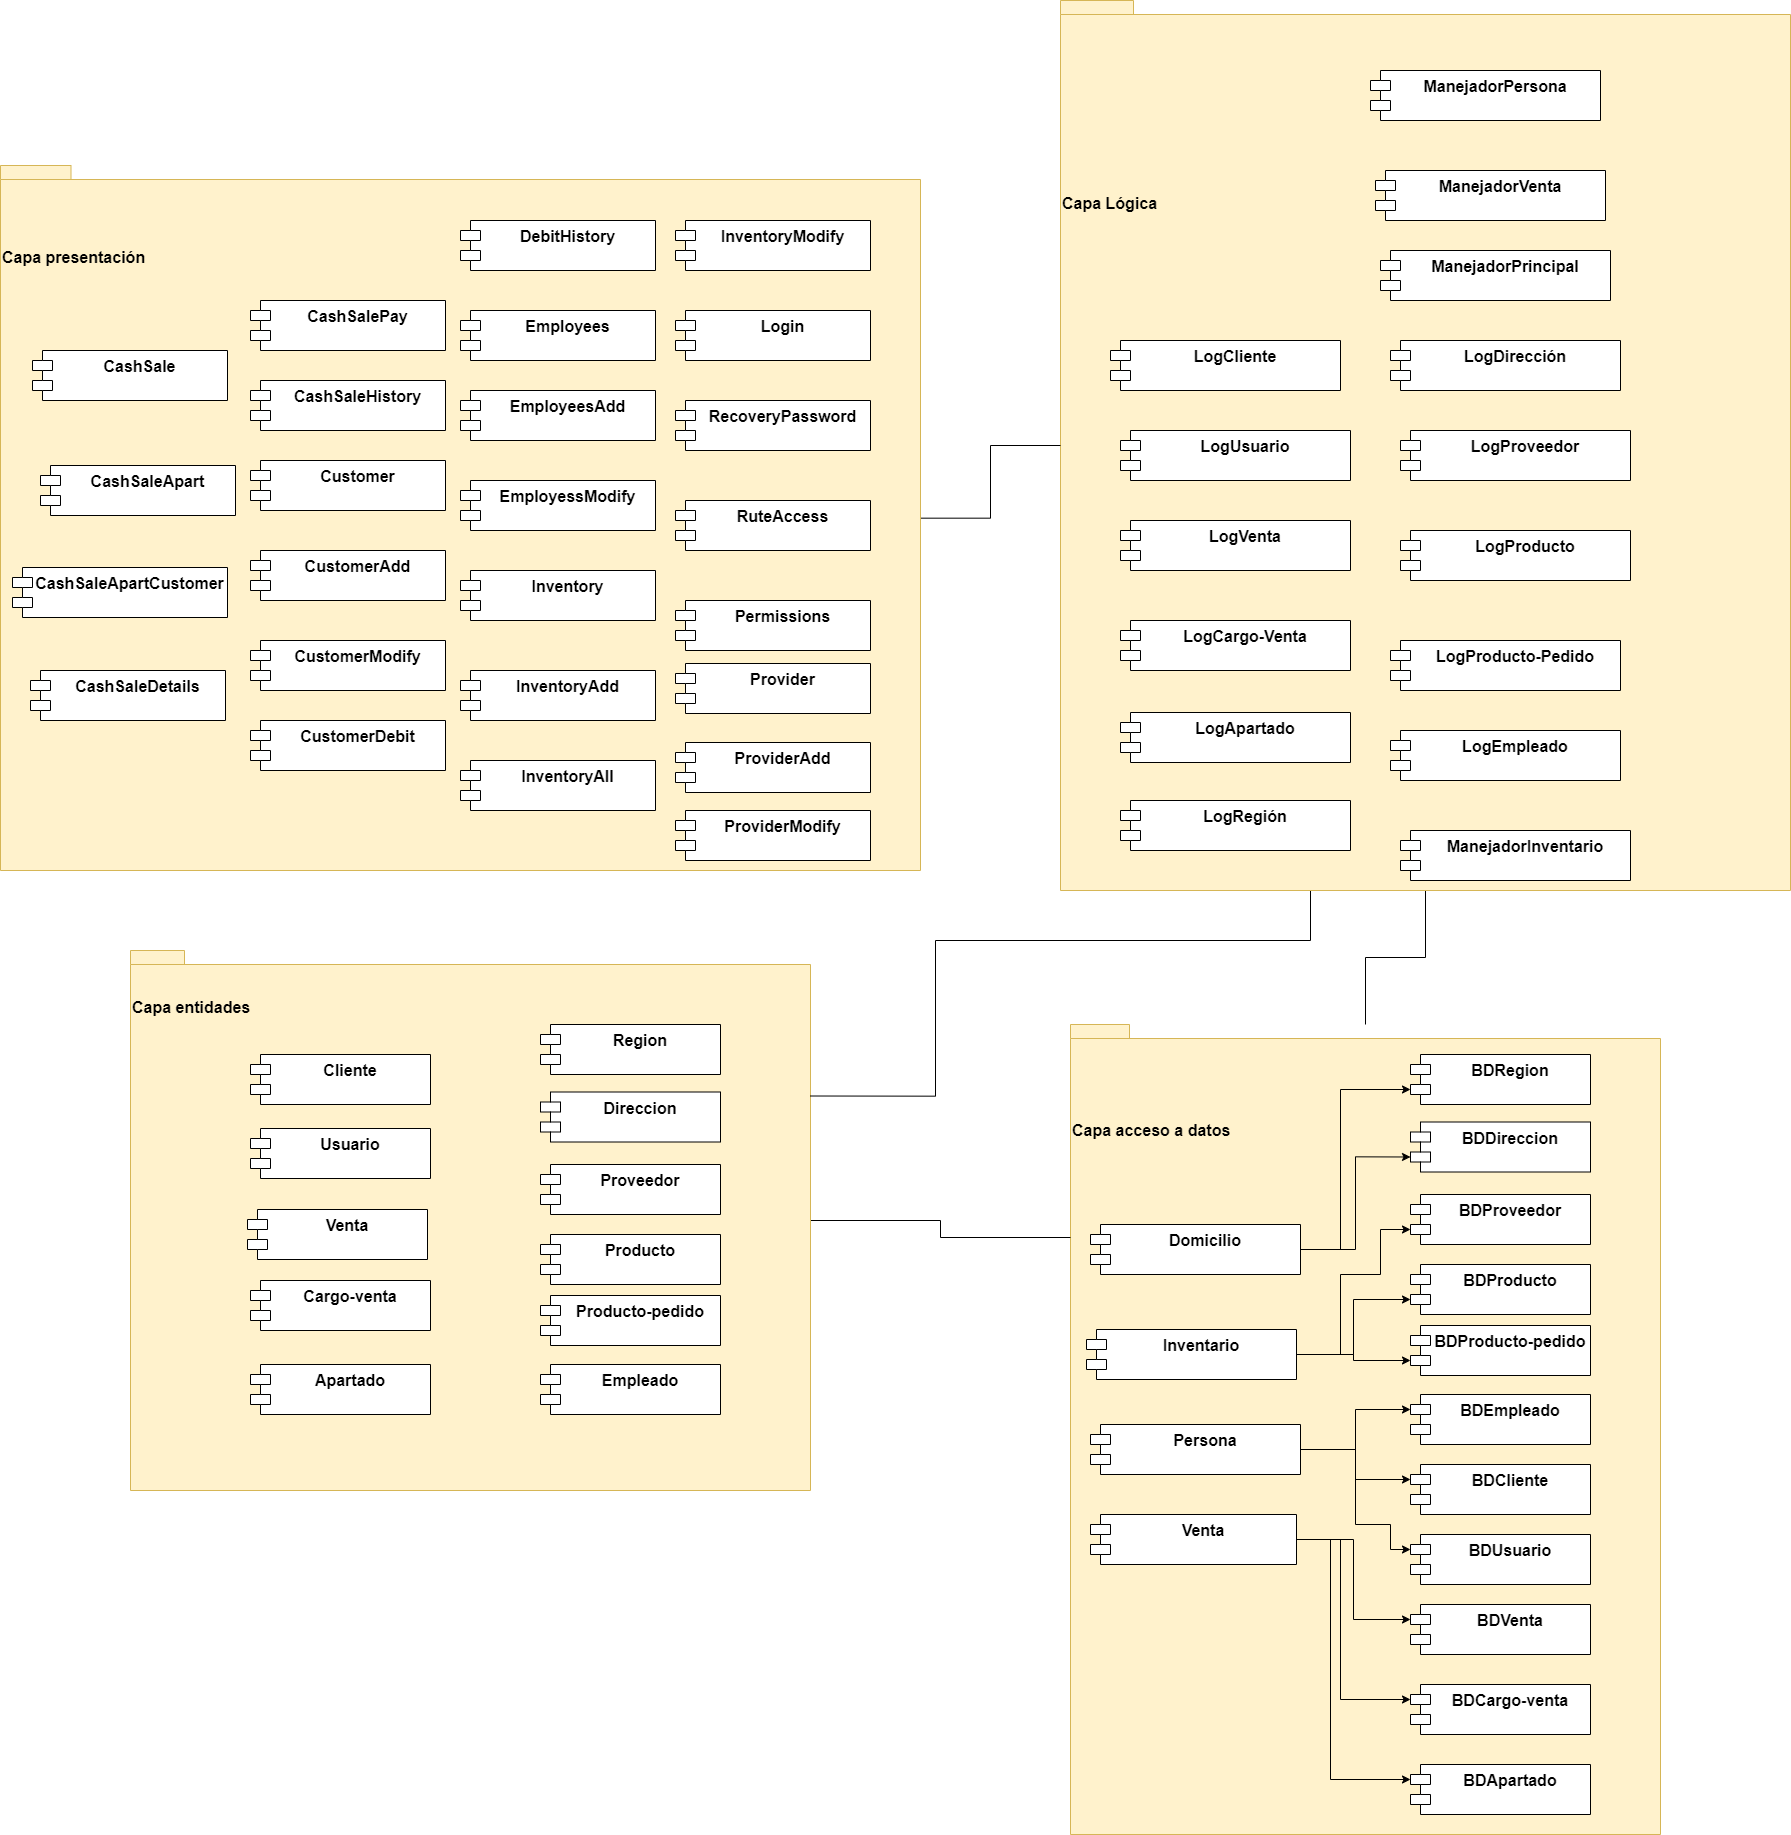 Capa presentación
CashSale
CashSaleApart
CashSaleApartCustomer
CashSaleDetails
CashSalePay
CashSaleHistory
Customer
CustomerAdd
CustomerModify
CustomerDebit
DebitHistory
Employees
EmployeesAdd
EmployessModify
Inventory
InventoryAdd
InventoryAll
InventoryModify
Login
RecoveryPassword
RuteAccess
Permissions
Provider
ProviderAdd
ProviderModify
Capa Lógica
ManejadorPersona
ManejadorVenta
ManejadorPrincipal
LogCliente
LogUsuario
LogVenta
LogCargo-Venta
LogApartado
LogRegión
LogDirección
LogProveedor
LogProducto
LogProducto-Pedido
LogEmpleado
ManejadorInventario
Capa entidades
Cliente
Usuario
Venta
Cargo-venta
Apartado
Region
Direccion
Proveedor
Producto
Producto-pedido
Empleado
Capa acceso a datos
Domicilio
Inventario
Persona
Venta
BDRegion
BDDireccion
BDProveedor
BDProducto
BDProducto-pedido
BDEmpleado
BDCliente
BDUsuario
BDVenta
BDCargo-venta
BDApartado